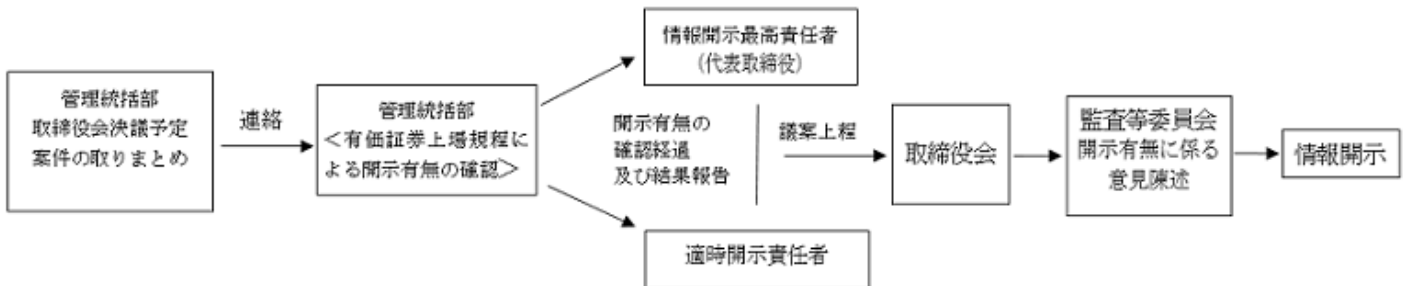 管理統括部
取締役会決議予定
案件の取りまとめ
連絡
管理統括部
＜有価証券上場規程に
よる開示有無の確認＞
情報開示最高責任者
（代表取締役）
開示有無の
確認経過
及び結果報告
適時開示責任者
議案上程
取締役会
監査等委員会
開示有無に係る
意見陳述
情報開示